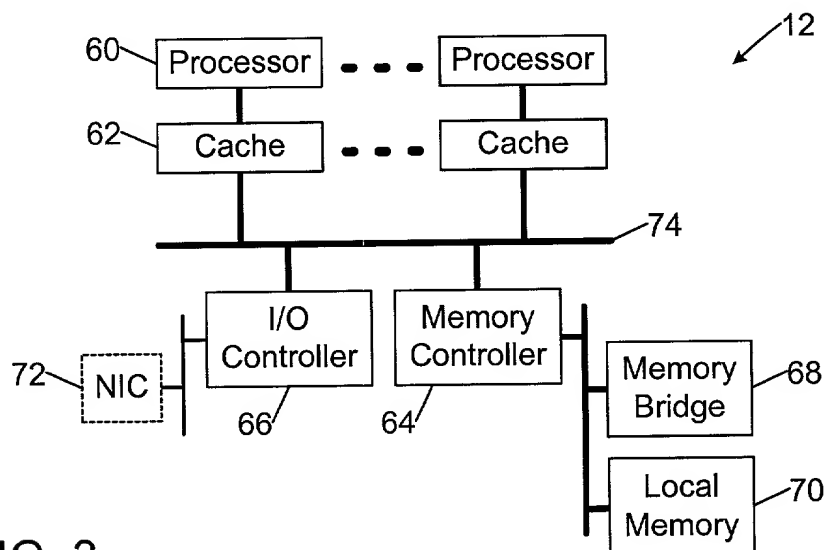 12
60 Processor Processor
62 Cache Cache
74
I/O
Controller
Memory
Controller
72 NIC
66
64
Memory
Bridge
68
Local
Memory
70